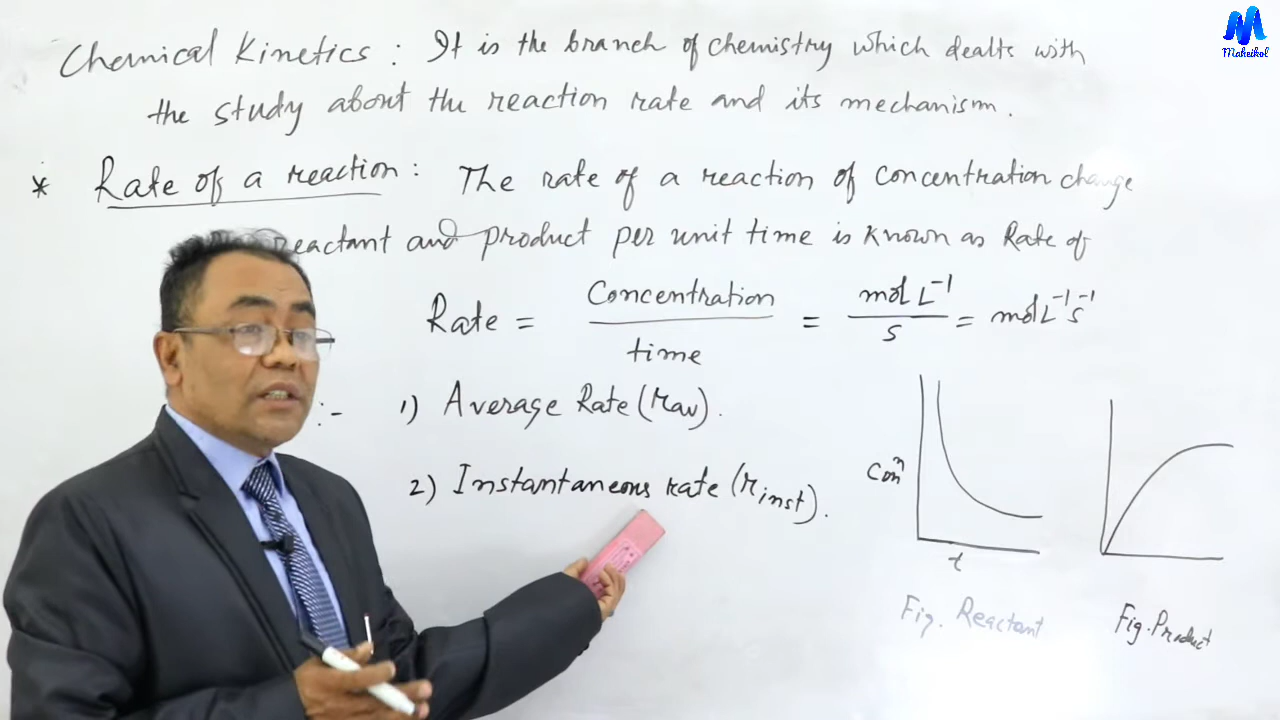 Makeikol
Chemical Kinetics : It is the branch of chemistry which dealts with
the study about the reaction rate and its mechanism.
* Rate of a reaction : The rate of a reaction of concentration change
reactant and product per unit time is known as Rate of
Rate = Concentration / time = mol L⁻¹ / s = mol L⁻¹ s⁻¹
:- 1) Average Rate (rav).
2) Instantaneous rate (rinst).
Conⁿ
t
Fig. Reactant
Fig. Product